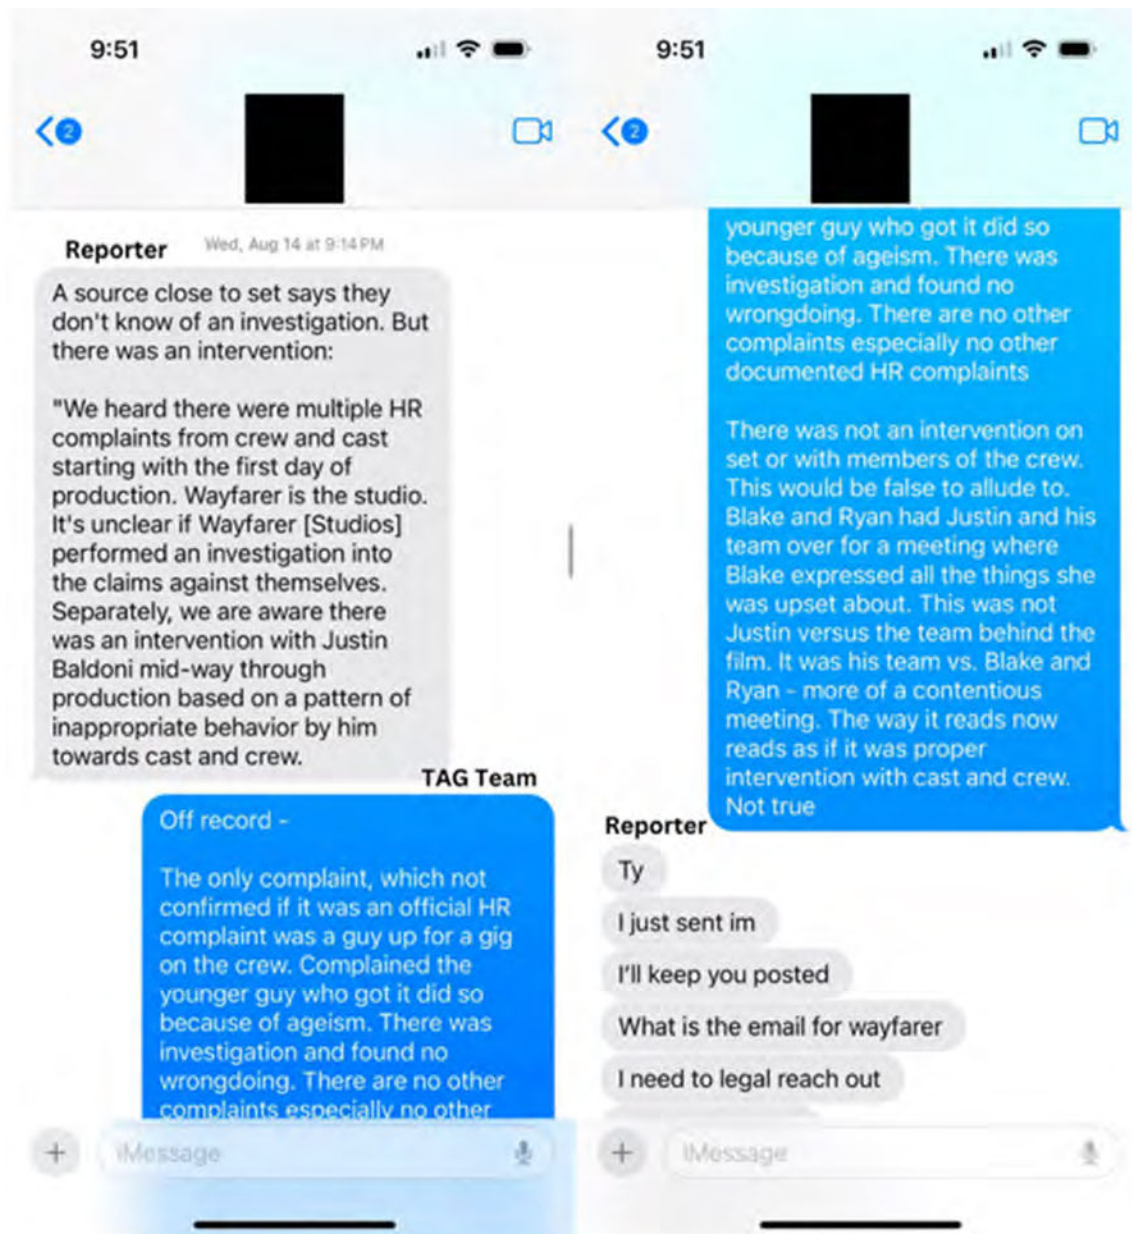 9:51
2
Reporter
Wed, Aug 14 at 9:14 PM
A source close to set says they
don't know of an investigation. But
there was an intervention:
"We heard there were multiple HR
complaints from crew and cast
starting with the first day of
production. Wayfarer is the studio.
It's unclear if Wayfarer [Studios]
performed an investigation into
the claims against themselves.
Separately, we are aware there
was an intervention with Justin
Baldoni mid-way through
production based on a pattern of
inappropriate behavior by him
towards cast and crew.
TAG Team
Off record -
The only complaint, which not
confirmed if it was an official HR
complaint was a guy up for a gig
on the crew. Complained the
younger guy who got it did so
because of ageism. There was
investigation and found no
wrongdoing. There are no other
complaints especially no other
iMessage
9:51
2
younger guy who got it did so
because of ageism. There was
investigation and found no
wrongdoing. There are no other
complaints especially no other
documented HR complaints
There was not an intervention on
set or with members of the crew.
This would be false to allude to.
Blake and Ryan had Justin and his
team over for a meeting where
Blake expressed all the things she
was upset about. This was not
Justin versus the team behind the
film. It was his team vs. Blake and
Ryan - more of a contentious
meeting. The way it reads now
reads as if it was proper
intervention with cast and crew.
Not true
Reporter
Ty
I just sent im
I'll keep you posted
What is the email for wayfarer
I need to legal reach out
iMessage